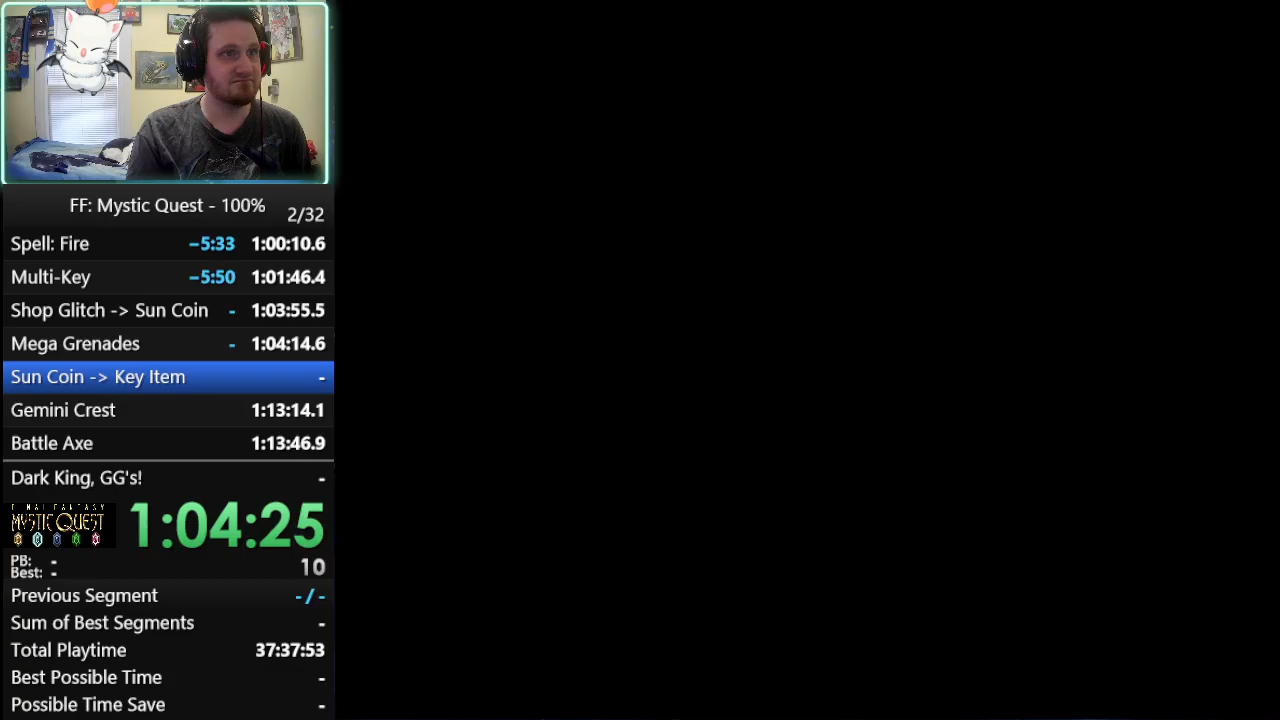 FF: Mystic Quest - 100%
2/32
Spell: Fire −5:33 1:00:10.6
Multi-Key −5:50 1:01:46.4
Shop Glitch -> Sun Coin - 1:03:55.5
Mega Grenades - 1:04:14.6
Sun Coin -> Key Item -
Gemini Crest 1:13:14.1
Battle Axe 1:13:46.9
Dark King, GG's! -
FINAL FANTASY
MYSTIC QUEST
1:04:25
PB: -
Best: -
10
Previous Segment - / -
Sum of Best Segments -
Total Playtime 37:37:53
Best Possible Time -
Possible Time Save -